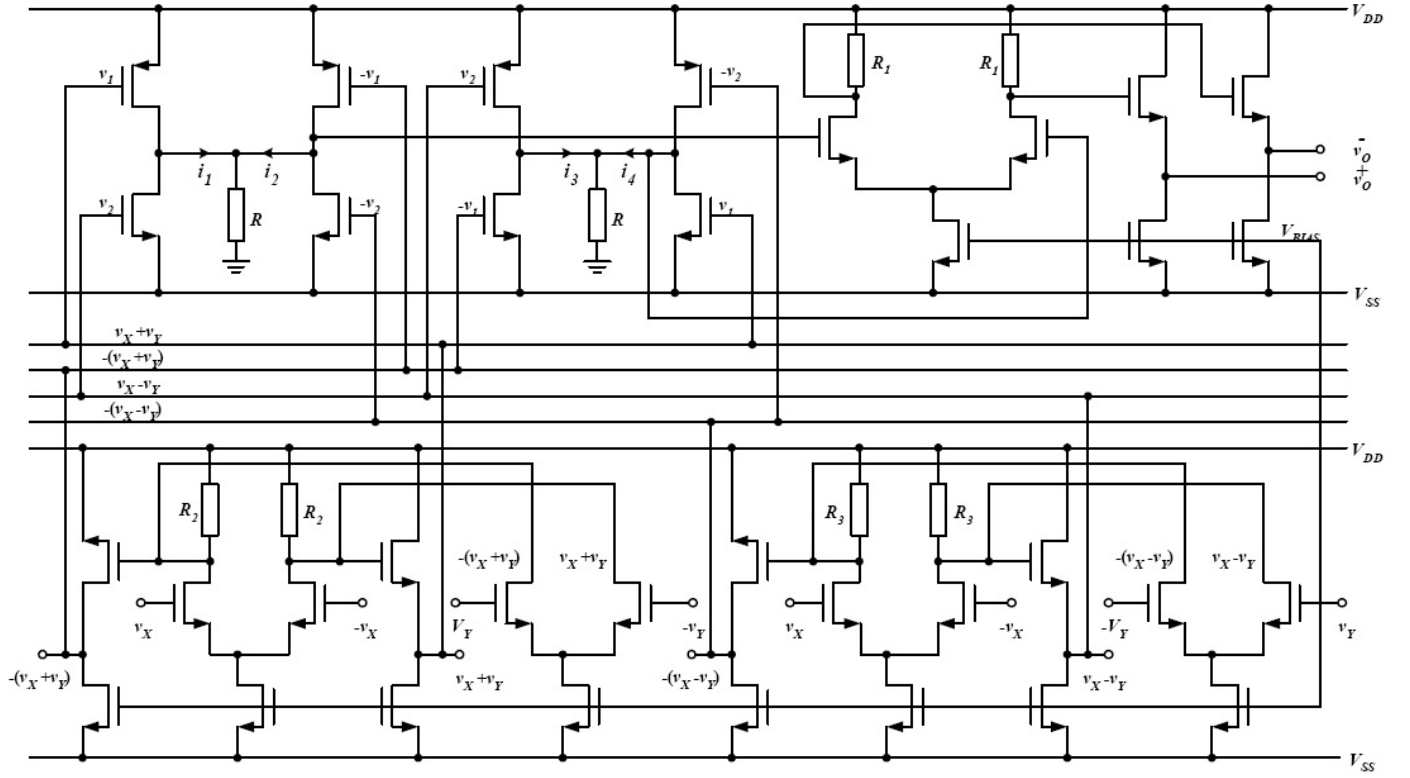 V_DD
v_1
-v_1
v_2
-v_2
R_1
R_1
i_1
i_2
i_3
i_4
v_O^-
v_O^+
v_2
R
-v_2
-v_1
R
v_1
V_BIAS
V_SS
v_X+v_Y
-(v_X+v_Y)
v_X-v_Y
-(v_X-v_Y)
V_DD
R_2
R_2
R_3
R_3
-(v_X+v_Y)
v_X+v_Y
-(v_X-v_Y)
v_X-v_Y
v_X
-v_X
V_Y
-v_Y
v_X
-v_X
-V_Y
v_Y
-(v_X+v_Y)
v_X+v_Y
-(v_X-v_Y)
v_X-v_Y
V_SS